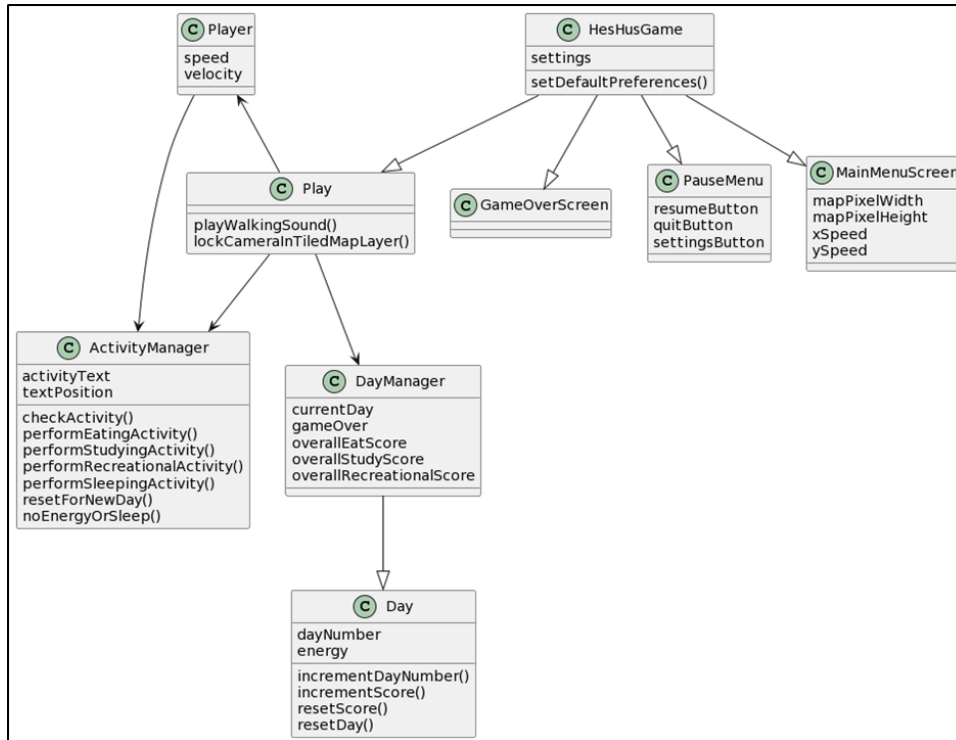 C Player
speed
velocity
C HesHusGame
settings
setDefaultPreferences()
C Play
playWalkingSound()
lockCameraInTiledMapLayer()
C GameOverScreen
C PauseMenu
resumeButton
quitButton
settingsButton
C MainMenuScreen
mapPixelWidth
mapPixelHeight
xSpeed
ySpeed
C ActivityManager
activityText
textPosition
checkActivity()
performEatingActivity()
performStudyingActivity()
performRecreationalActivity()
performSleepingActivity()
resetForNewDay()
noEnergyOrSleep()
C DayManager
currentDay
gameOver
overallEatScore
overallStudyScore
overallRecreationalScore
C Day
dayNumber
energy
incrementDayNumber()
incrementScore()
resetScore()
resetDay()